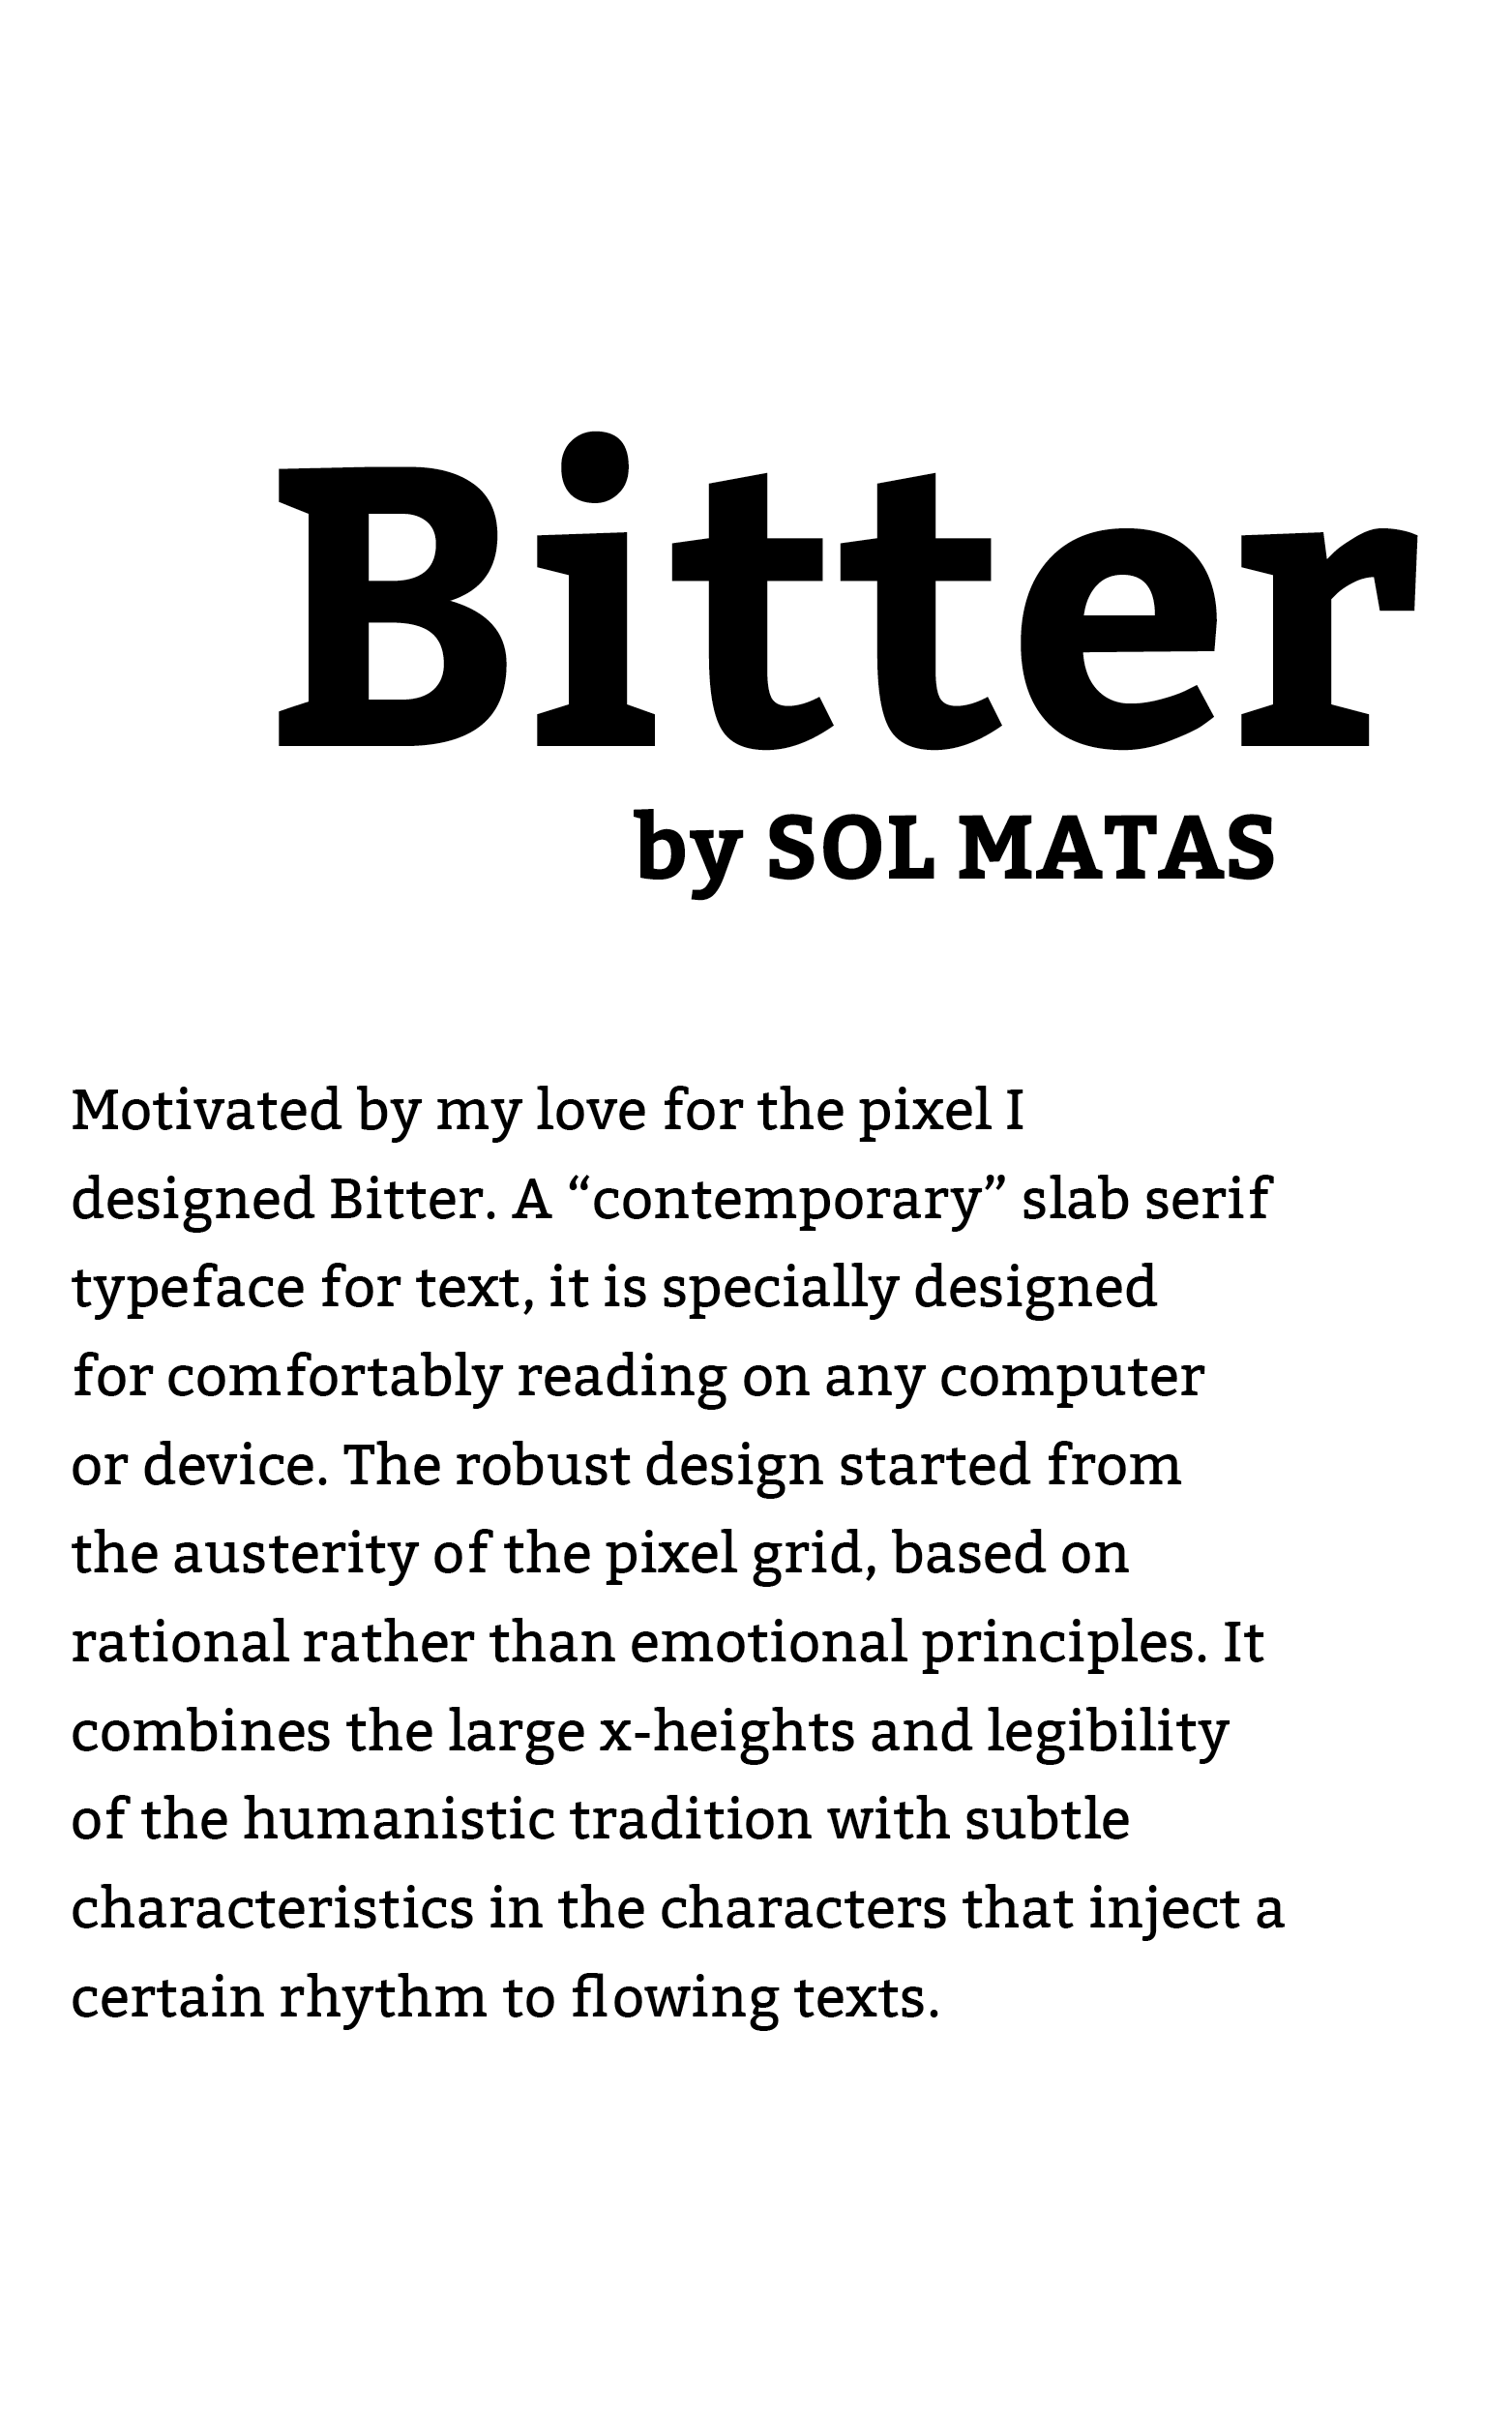 Bitter
by SOL MATAS
Motivated by my love for the pixel I
designed Bitter. A “contemporary” slab serif
typeface for text, it is specially designed
for comfortably reading on any computer
or device. The robust design started from
the austerity of the pixel grid, based on
rational rather than emotional principles. It
combines the large x-heights and legibility
of the humanistic tradition with subtle
characteristics in the characters that inject a
certain rhythm to flowing texts.